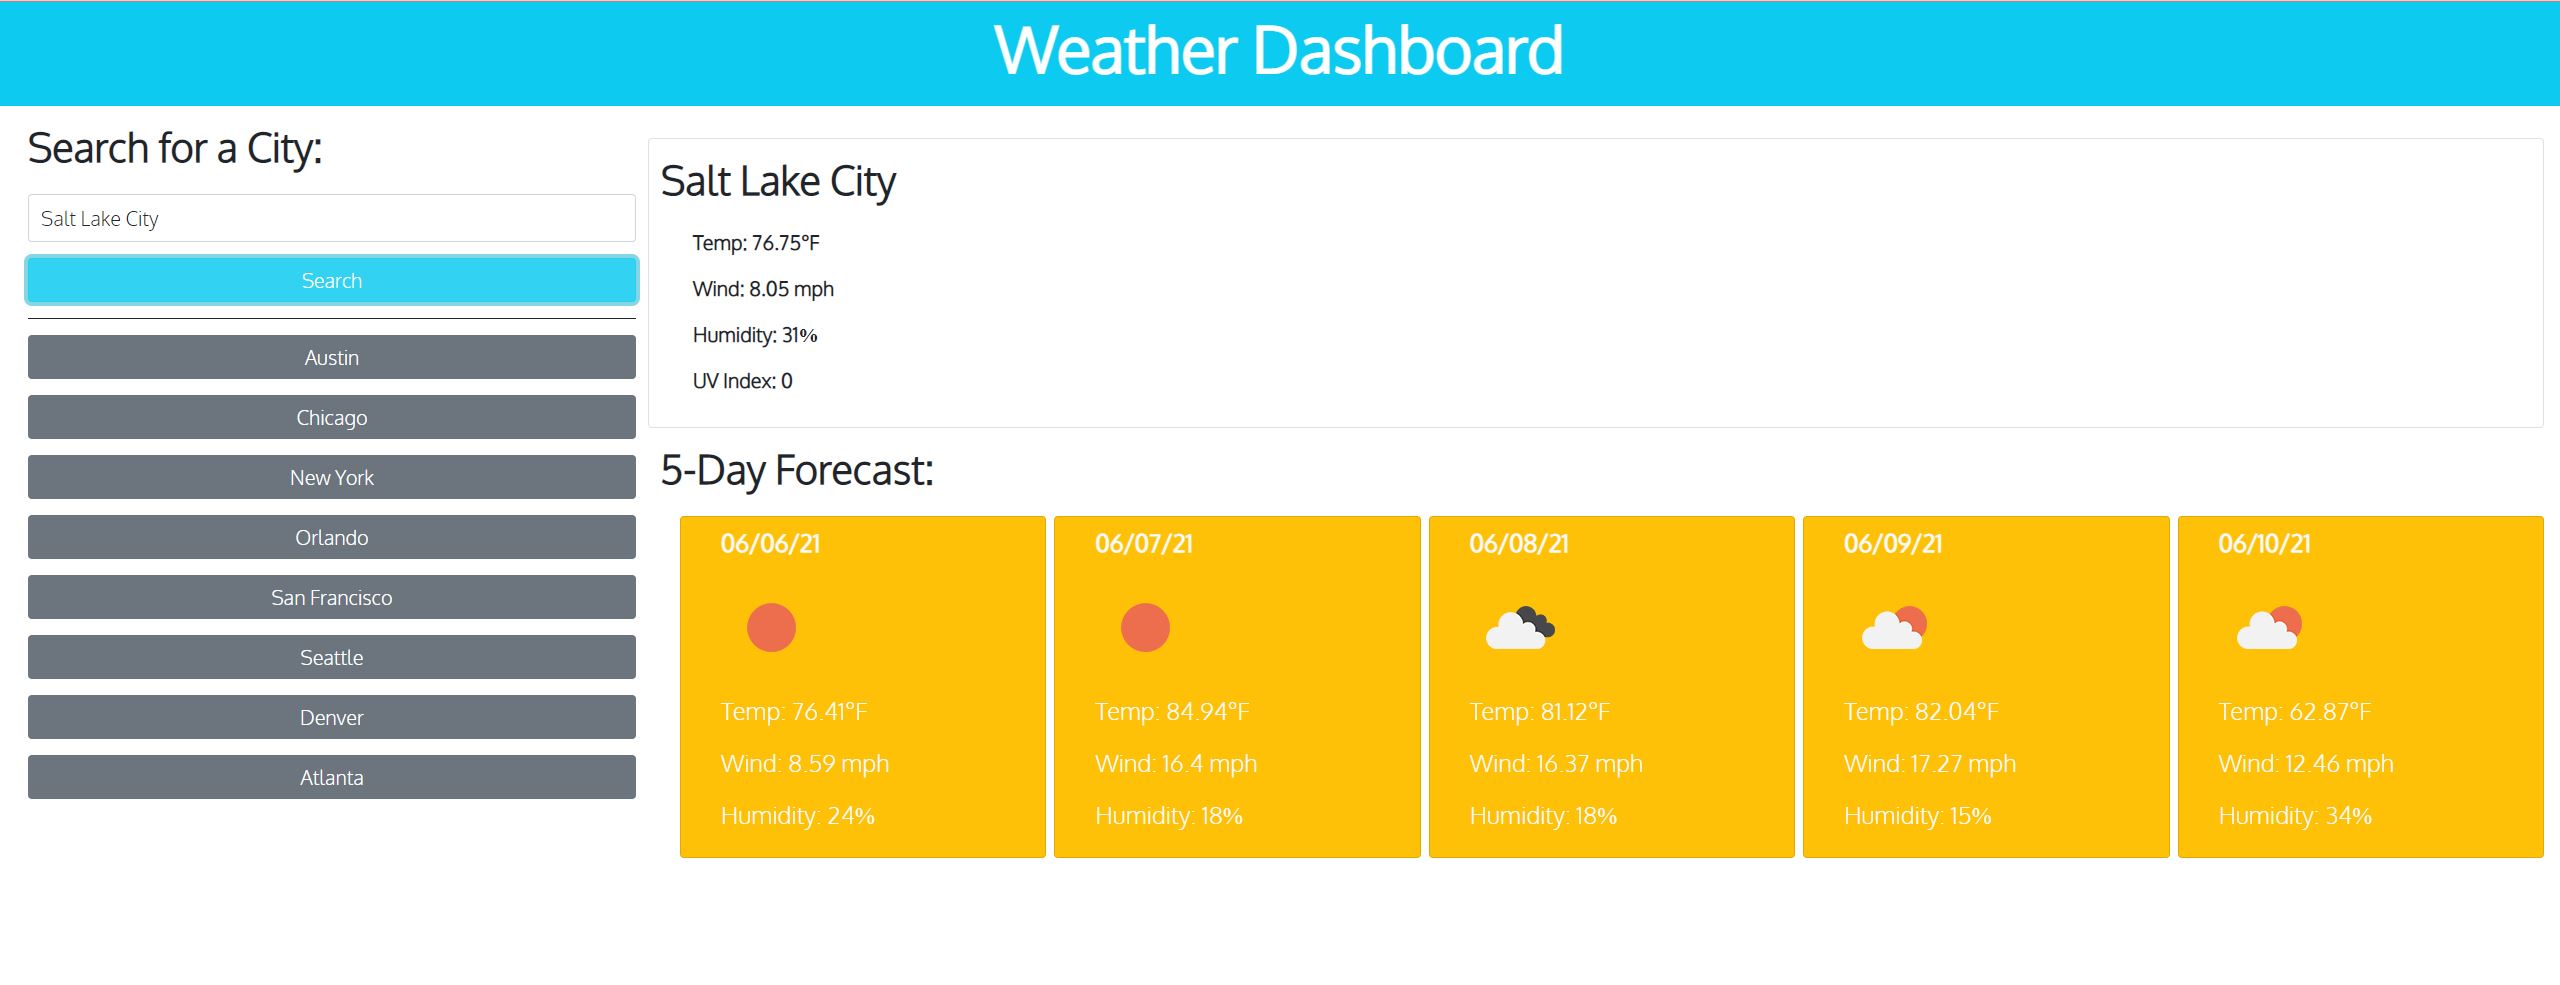 Weather Dashboard
Search for a City:
Salt Lake City
Search
Austin
Chicago
New York
Orlando
San Francisco
Seattle
Denver
Atlanta
Salt Lake City
Temp: 76.75°F
Wind: 8.05 mph
Humidity: 31%
UV Index: 0
5-Day Forecast:
06/06/21
Temp: 76.41°F
Wind: 8.59 mph
Humidity: 24%
06/07/21
Temp: 84.94°F
Wind: 16.4 mph
Humidity: 18%
06/08/21
Temp: 81.12°F
Wind: 16.37 mph
Humidity: 18%
06/09/21
Temp: 82.04°F
Wind: 17.27 mph
Humidity: 15%
06/10/21
Temp: 62.87°F
Wind: 12.46 mph
Humidity: 34%